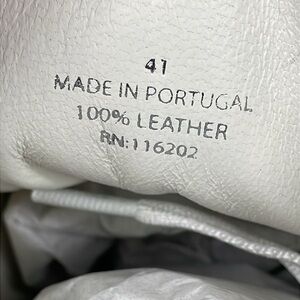 41
MADE IN PORTUGAL
100% LEATHER
RN:116202